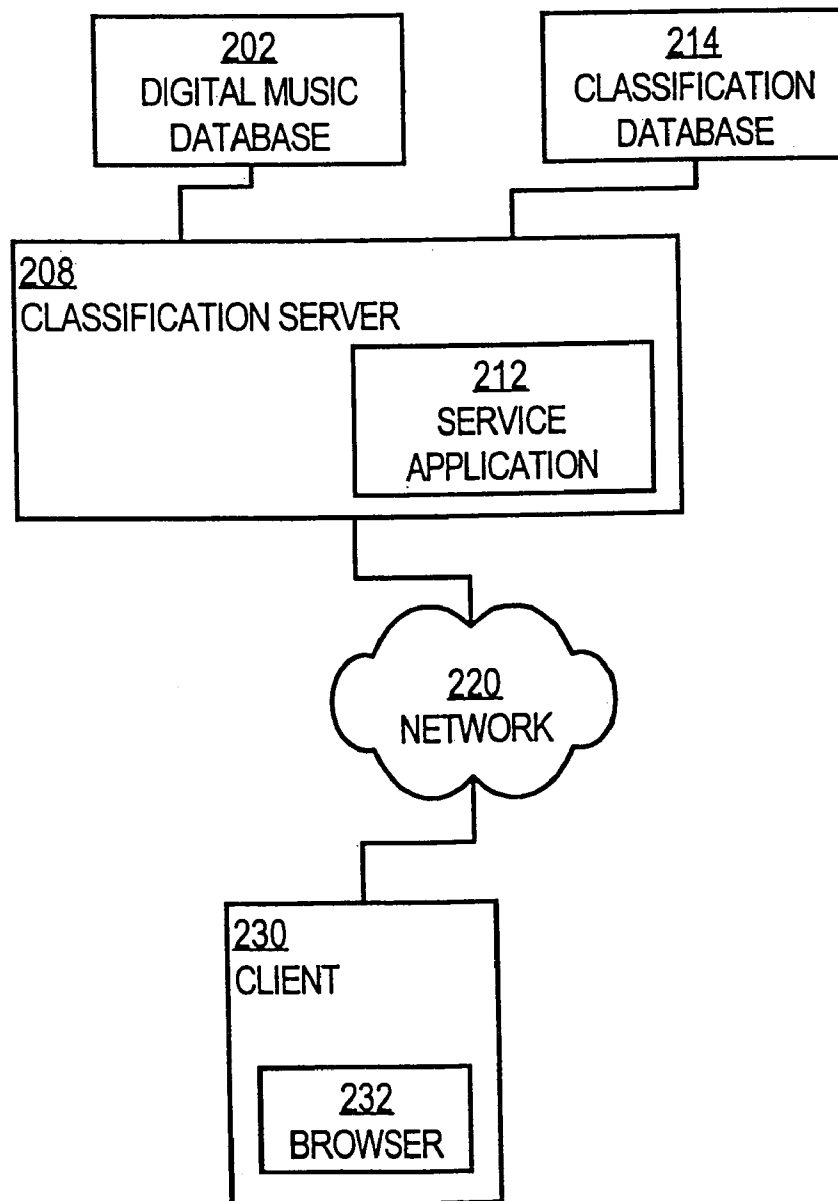 202
DIGITAL MUSIC
DATABASE
214
CLASSIFICATION
DATABASE
208
CLASSIFICATION SERVER
212
SERVICE
APPLICATION
220
NETWORK
230
CLIENT
232
BROWSER